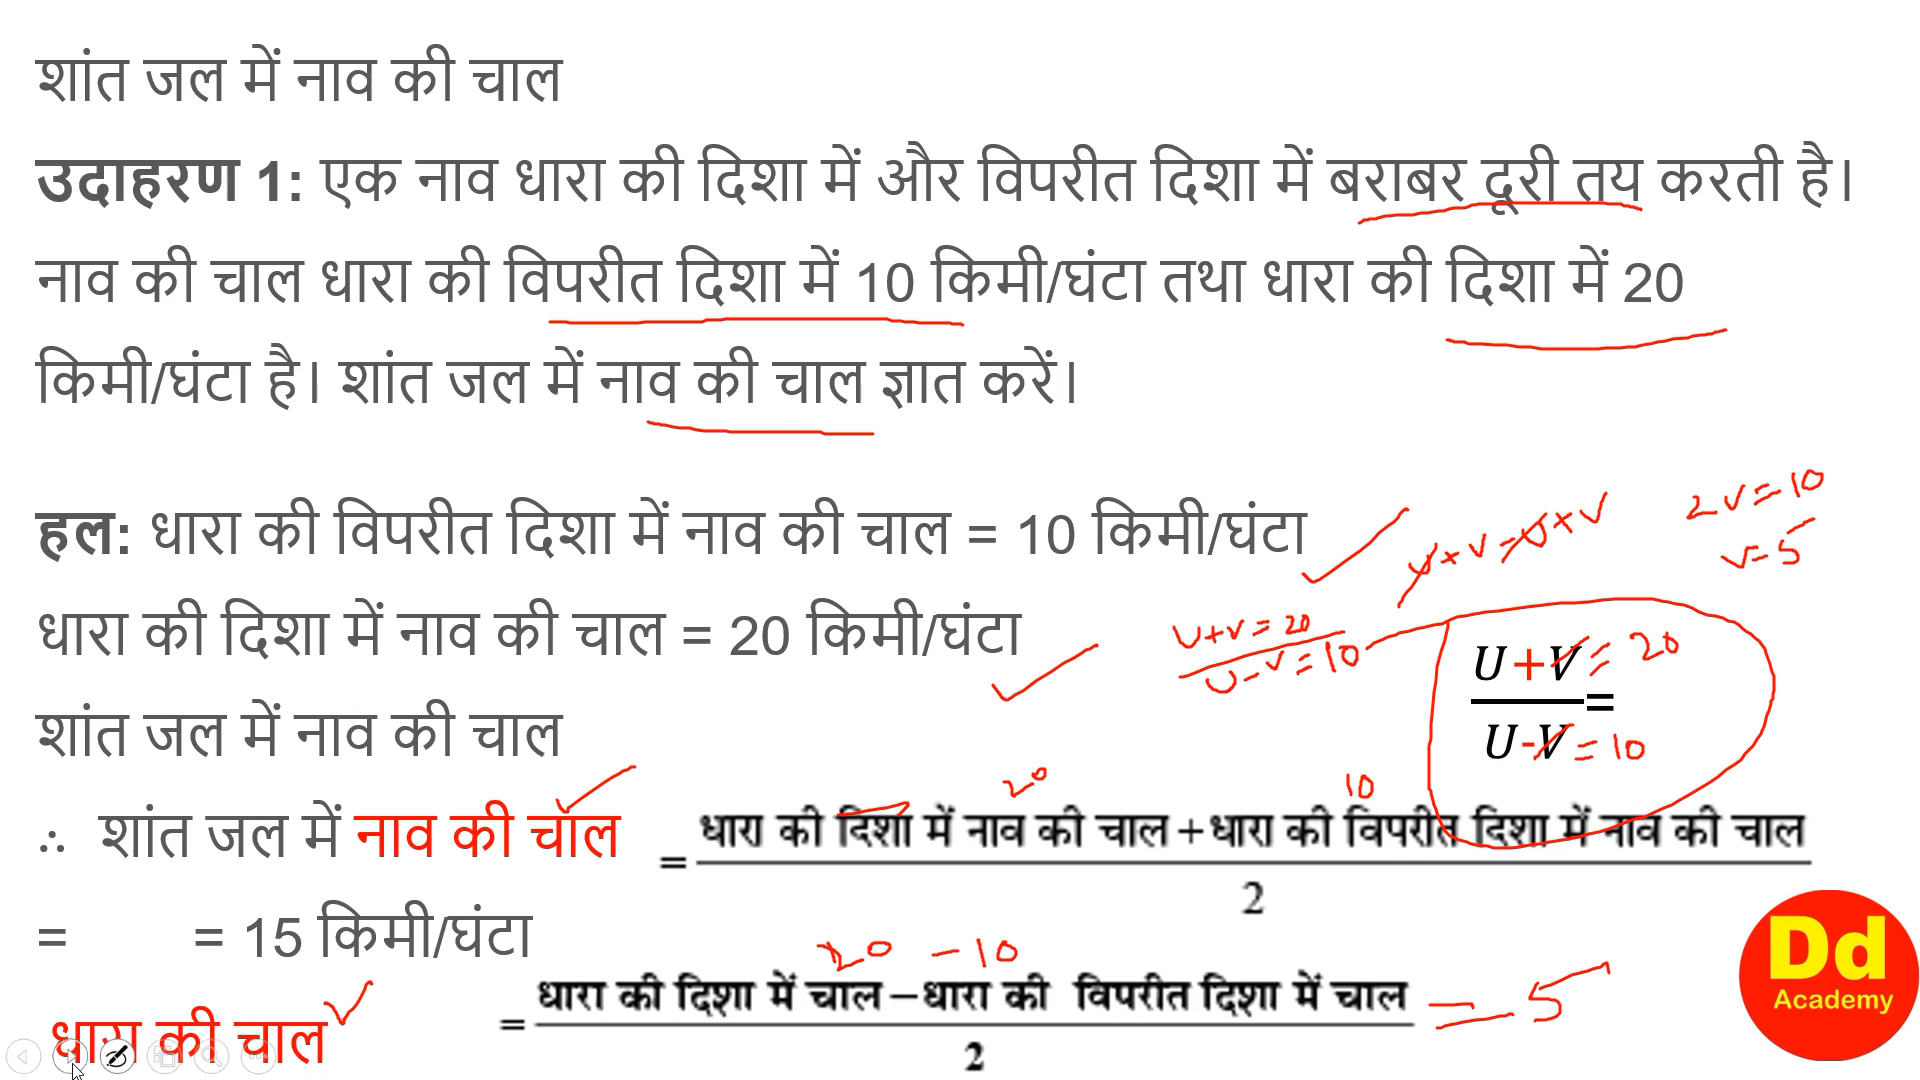 शांत जल में नाव की चाल
उदाहरण 1: एक नाव धारा की दिशा में और विपरीत दिशा में बराबर दूरी तय करती है।
नाव की चाल धारा की विपरीत दिशा में 10 किमी/घंटा तथा धारा की दिशा में 20
किमी/घंटा है। शांत जल में नाव की चाल ज्ञात करें।
2V=10
हल: धारा की विपरीत दिशा में नाव की चाल = 10 किमी/घंटा
U+V=U+V
V=5
धारा की दिशा में नाव की चाल = 20 किमी/घंटा
U+V=20
U-V=10
U+V=20
=
U-V=10
शांत जल में नाव की चाल
20 10
∴ शांत जल में नाव की चाल = धारा की दिशा में नाव की चाल+धारा की विपरीत दिशा में नाव की चाल
2
= = 15 किमी/घंटा
20 -10
धारा की चाल = धारा की दिशा में चाल–धारा की विपरीत दिशा में चाल = 5
2
Dd
Academy